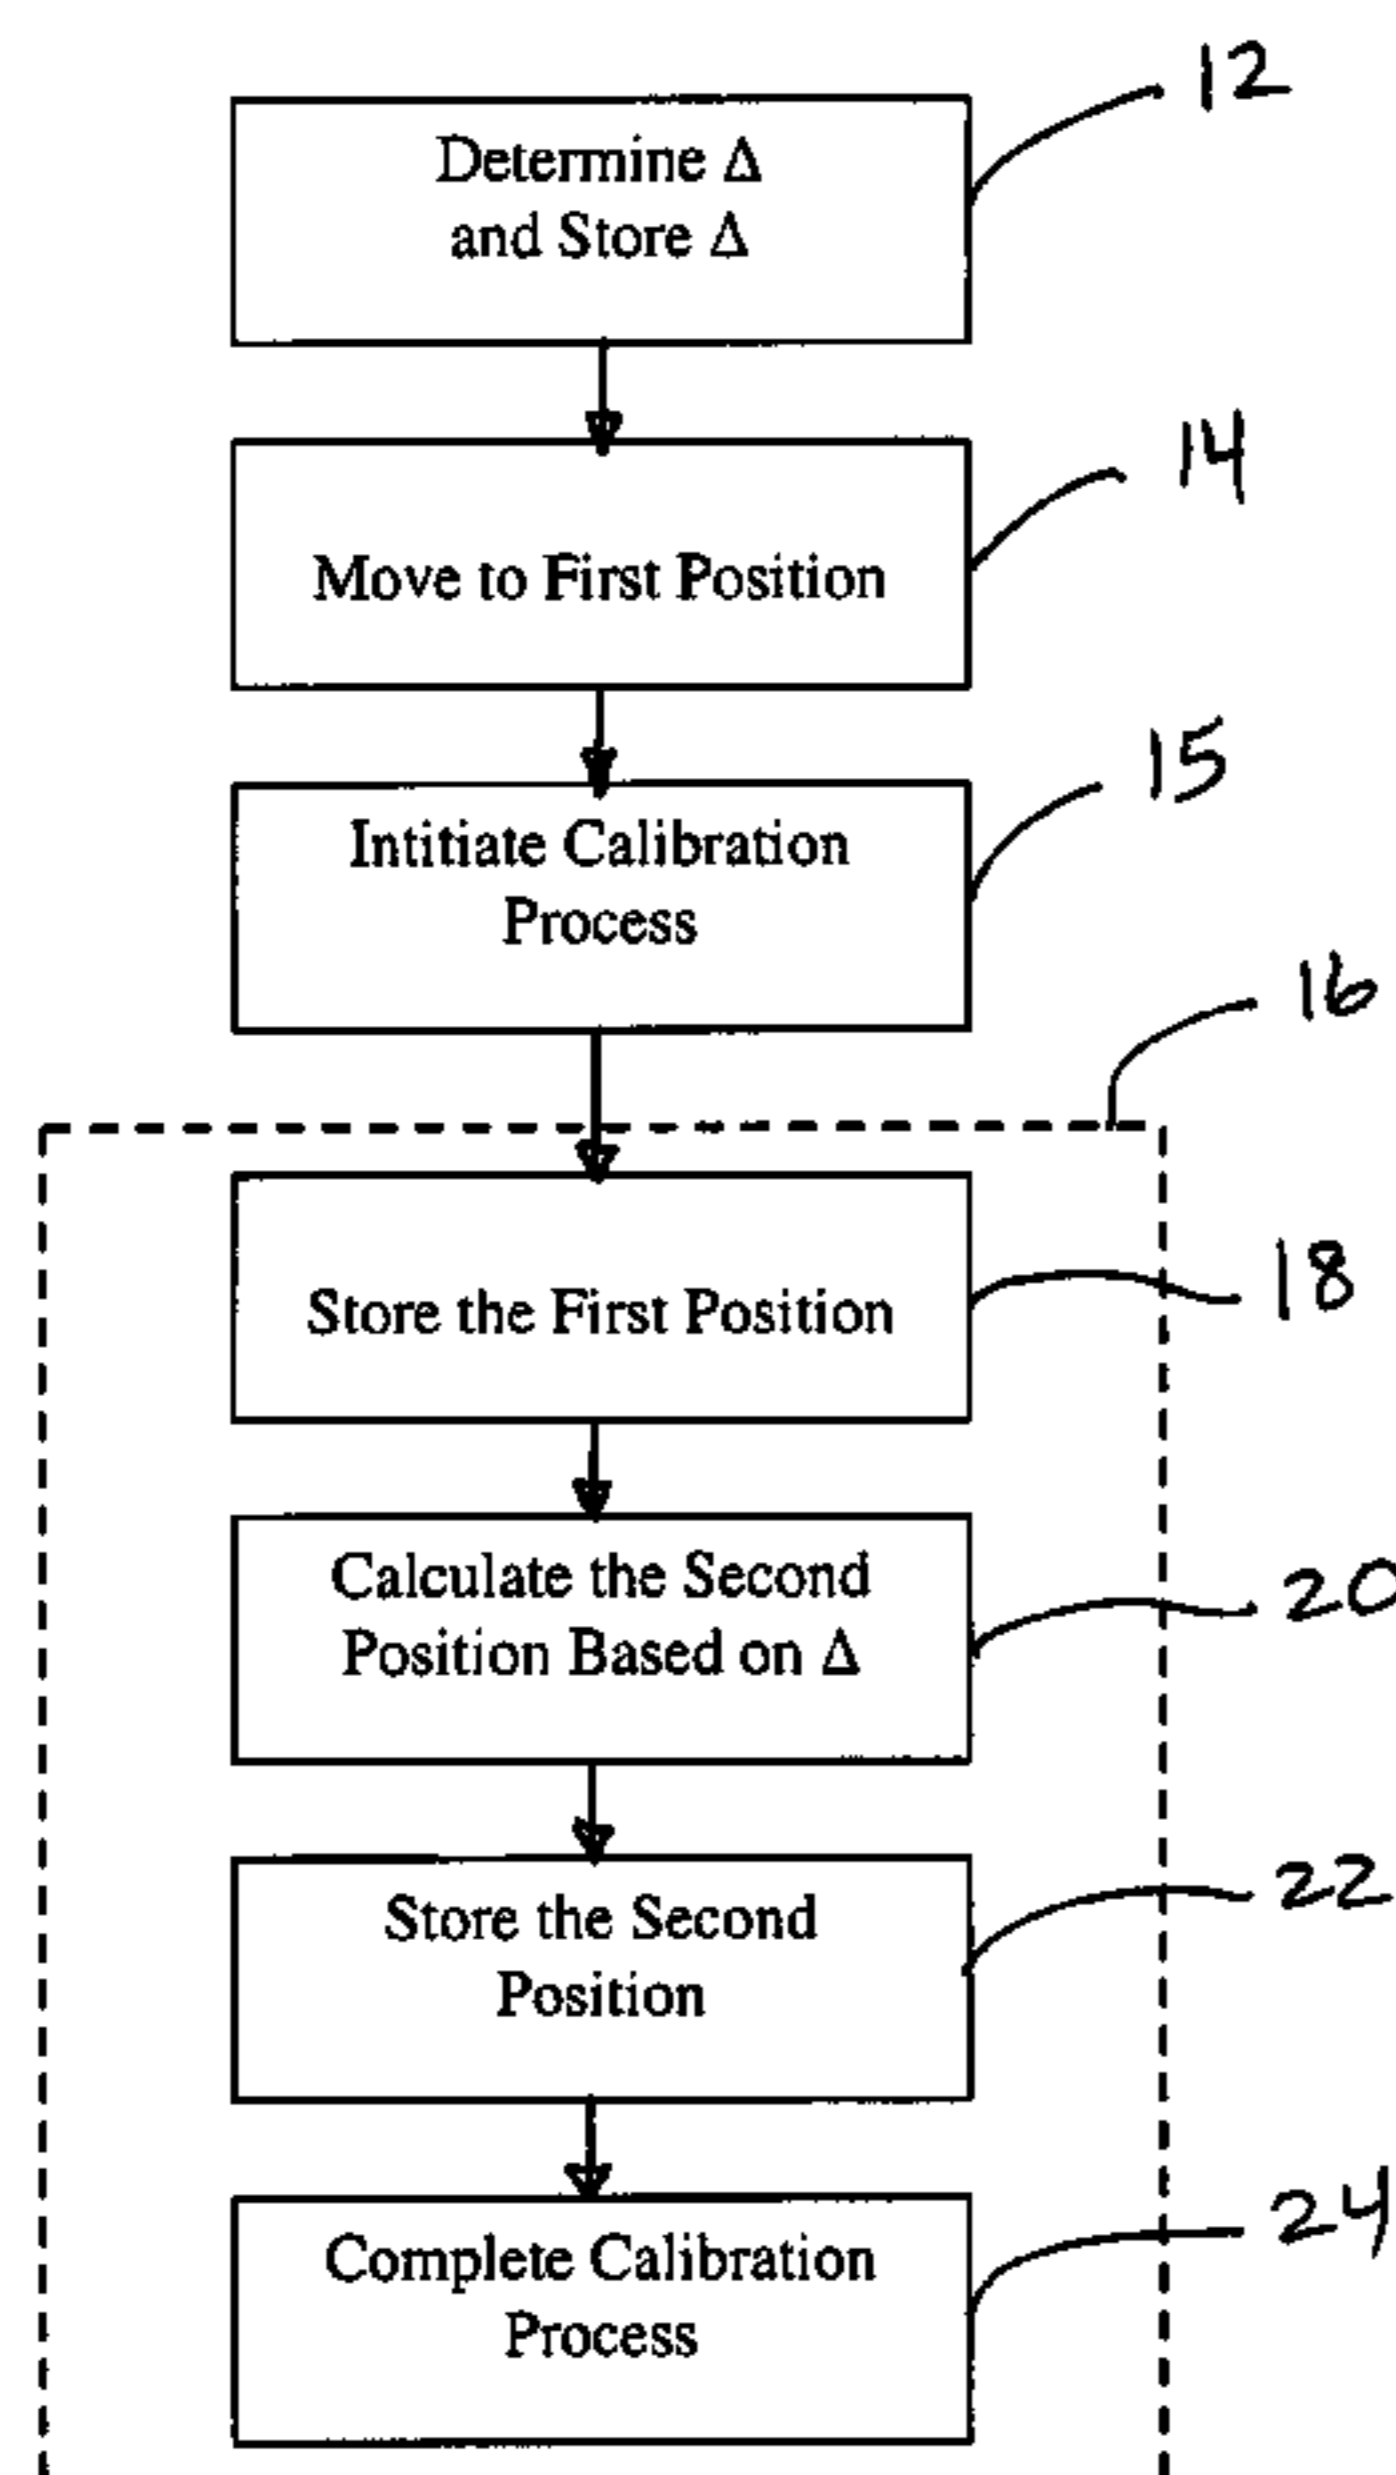 12
Determine Δ
and Store Δ
14
Move to First Position
15
Intitiate Calibration
Process
16
18
Store the First Position
20
Calculate the Second
Position Based on Δ
22
Store the Second
Position
24
Complete Calibration
Process